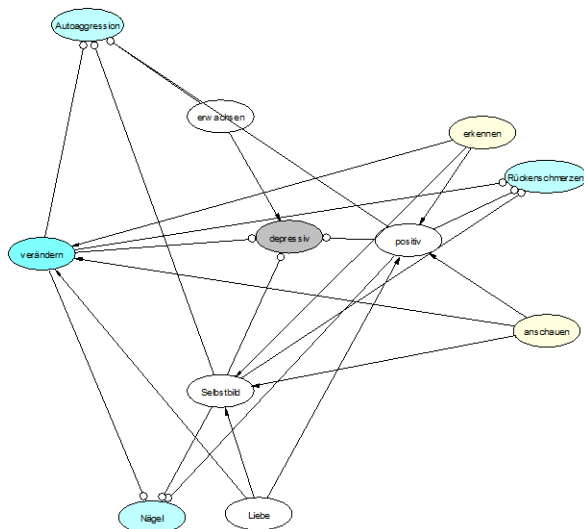 Autoaggression
erwachsen
erkennen
Rückenschmerzen
depressiv
positiv
verändern
anschauen
Selbstbild
Nägel
Liebe